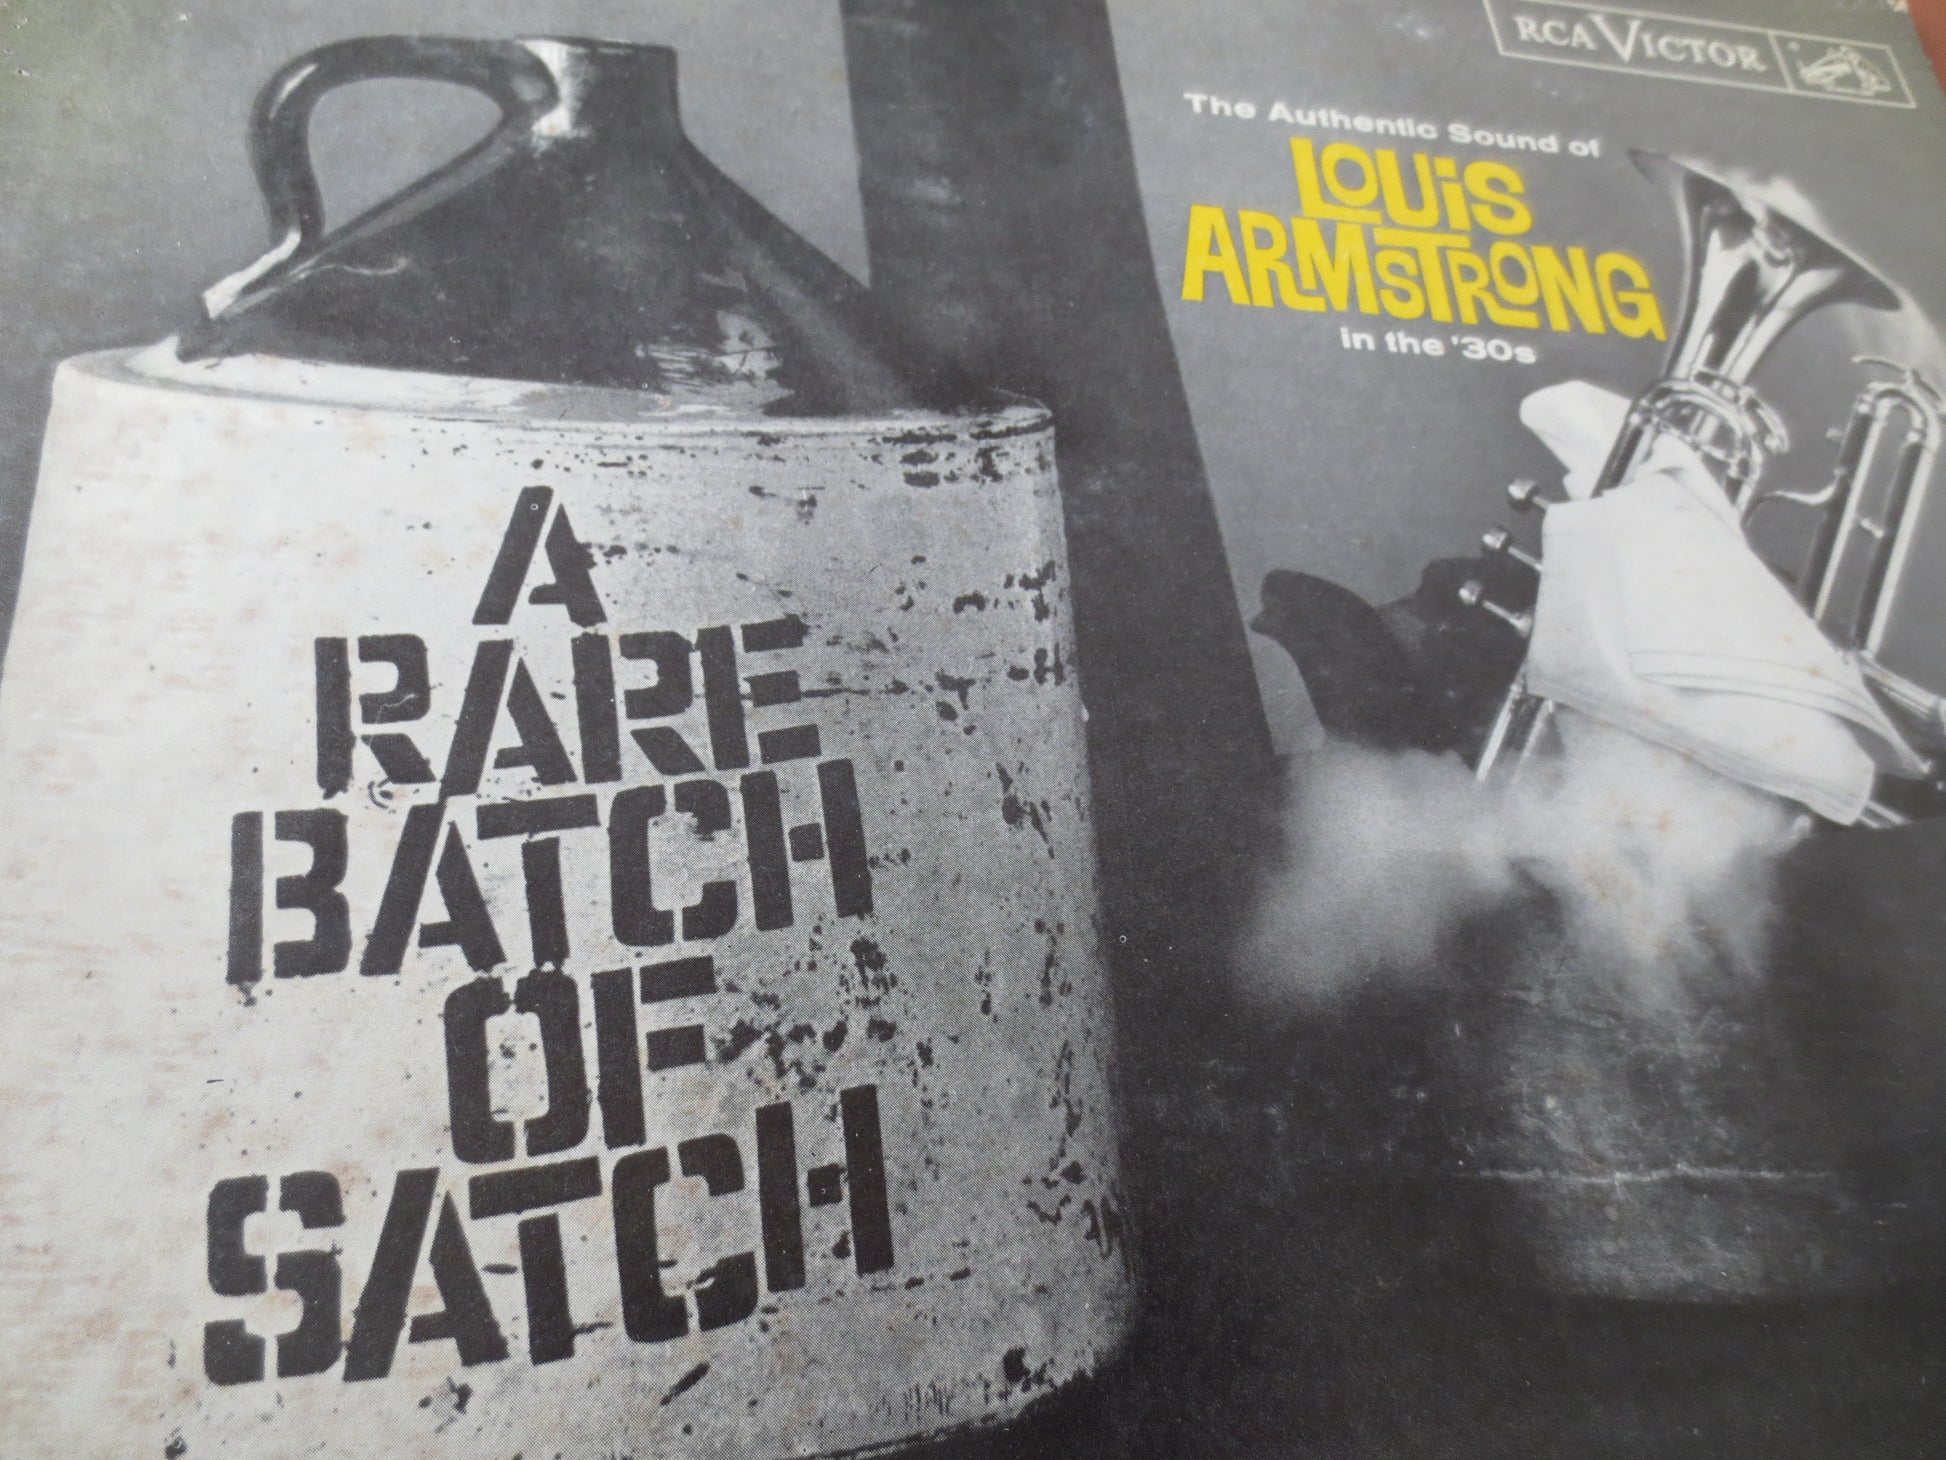 A
RARE
BATCH
OF
SATCH
RCA VICTOR
The Authentic Sound of
LOUiS
ARMSTRONG
in the '30s